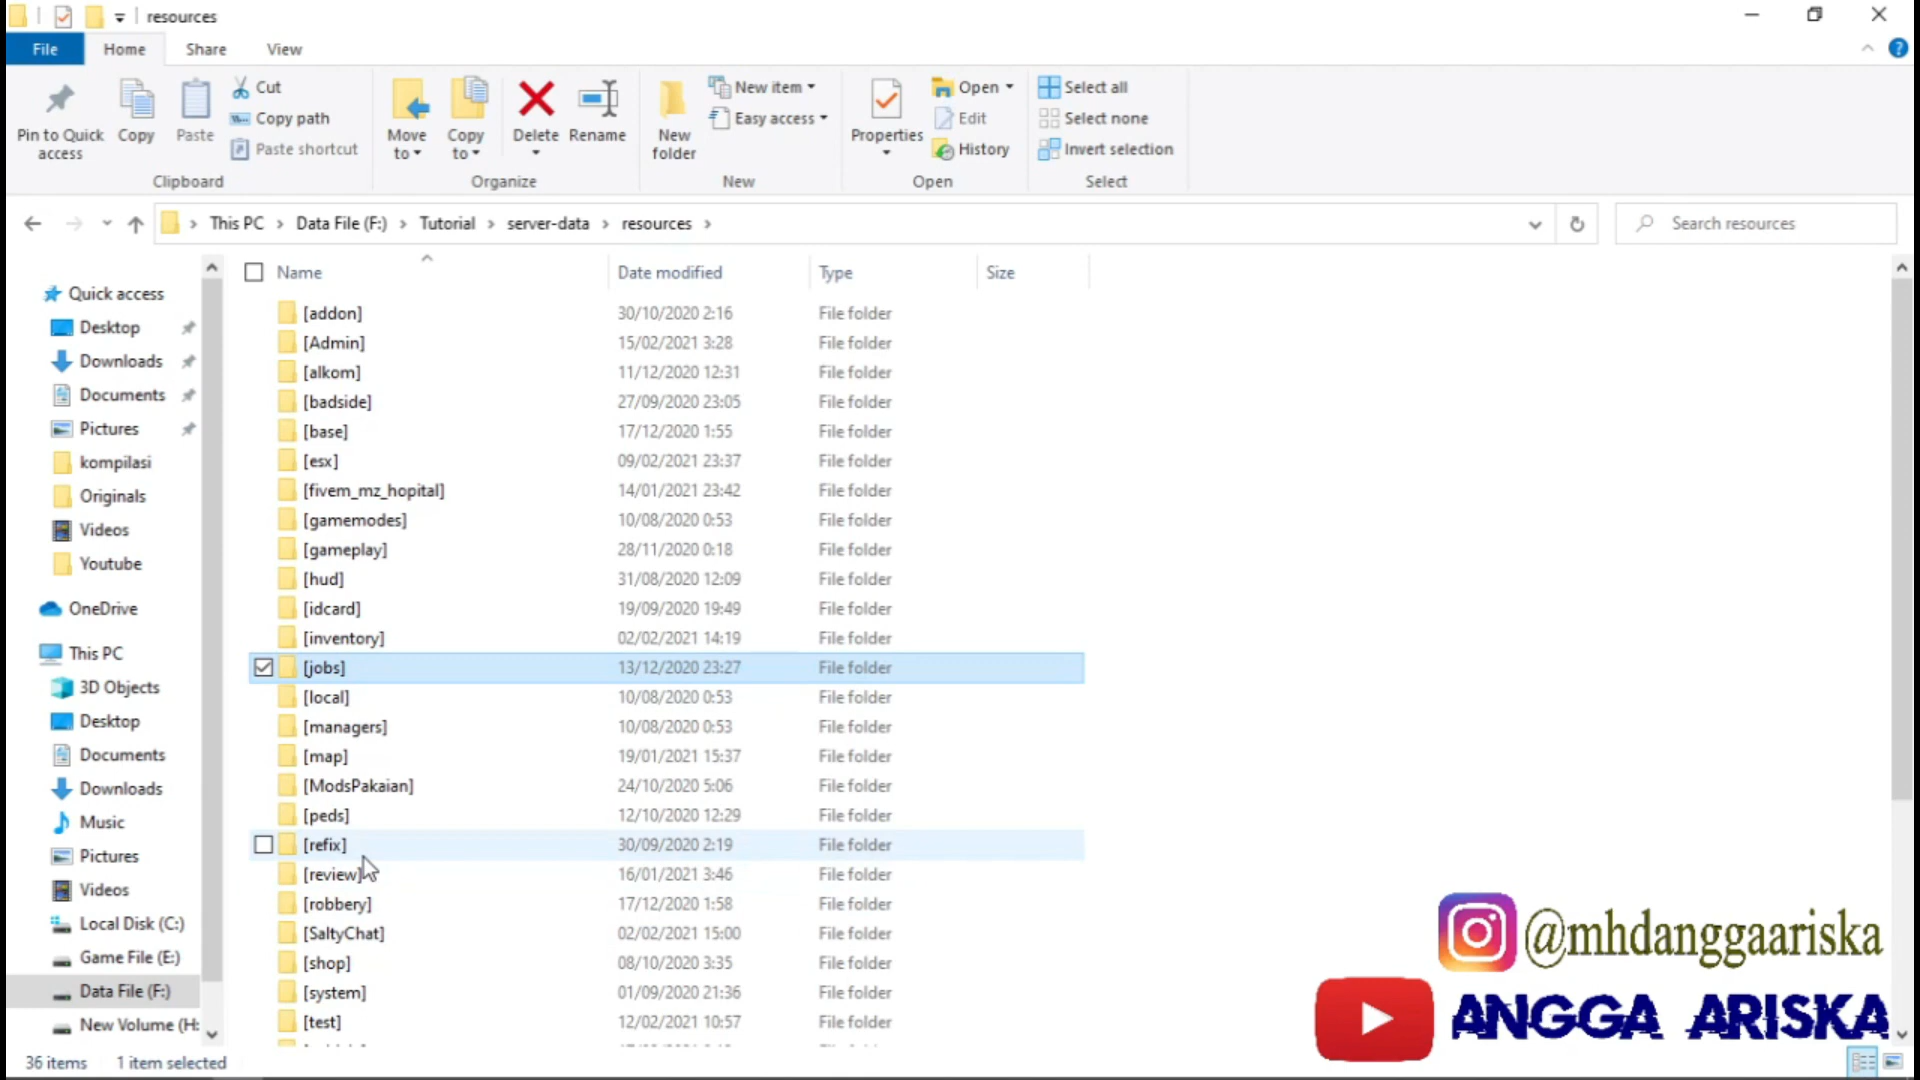 resources
File Home Share View
Pin to Quick access
Copy
Paste
Cut
Copy path
Paste shortcut
Clipboard
Move to
Copy to
Delete
Rename
Organize
New folder
New item
Easy access
New
Properties
Open
Edit
History
Open
Select all
Select none
Invert selection
Select
This PC > Data File (F:) > Tutorial > server-data > resources >
Search resources
Quick access
Desktop
Downloads
Documents
Pictures
kompilasi
Originals
Videos
Youtube
OneDrive
This PC
3D Objects
Desktop
Documents
Downloads
Music
Pictures
Videos
Local Disk (C:)
Game File (E:)
Data File (F:)
New Volume (H:
Name Date modified Type Size
[addon] 30/10/2020 2:16 File folder
[Admin] 15/02/2021 3:28 File folder
[alkom] 11/12/2020 12:31 File folder
[badside] 27/09/2020 23:05 File folder
[base] 17/12/2020 1:55 File folder
[esx] 09/02/2021 23:37 File folder
[fivem_mz_hopital] 14/01/2021 23:42 File folder
[gamemodes] 10/08/2020 0:53 File folder
[gameplay] 28/11/2020 0:18 File folder
[hud] 31/08/2020 12:09 File folder
[idcard] 19/09/2020 19:49 File folder
[inventory] 02/02/2021 14:19 File folder
[jobs] 13/12/2020 23:27 File folder
[local] 10/08/2020 0:53 File folder
[managers] 10/08/2020 0:53 File folder
[map] 19/01/2021 15:37 File folder
[ModsPakaian] 24/10/2020 5:06 File folder
[peds] 12/10/2020 12:29 File folder
[refix] 30/09/2020 2:19 File folder
[review] 16/01/2021 3:46 File folder
[robbery] 17/12/2020 1:58 File folder
[SaltyChat] 02/02/2021 15:00 File folder
[shop] 08/10/2020 3:35 File folder
[system] 01/09/2020 21:36 File folder
[test] 12/02/2021 10:57 File folder
@mhdanggaariska
ANGGA ARISKA
36 items 1 item selected